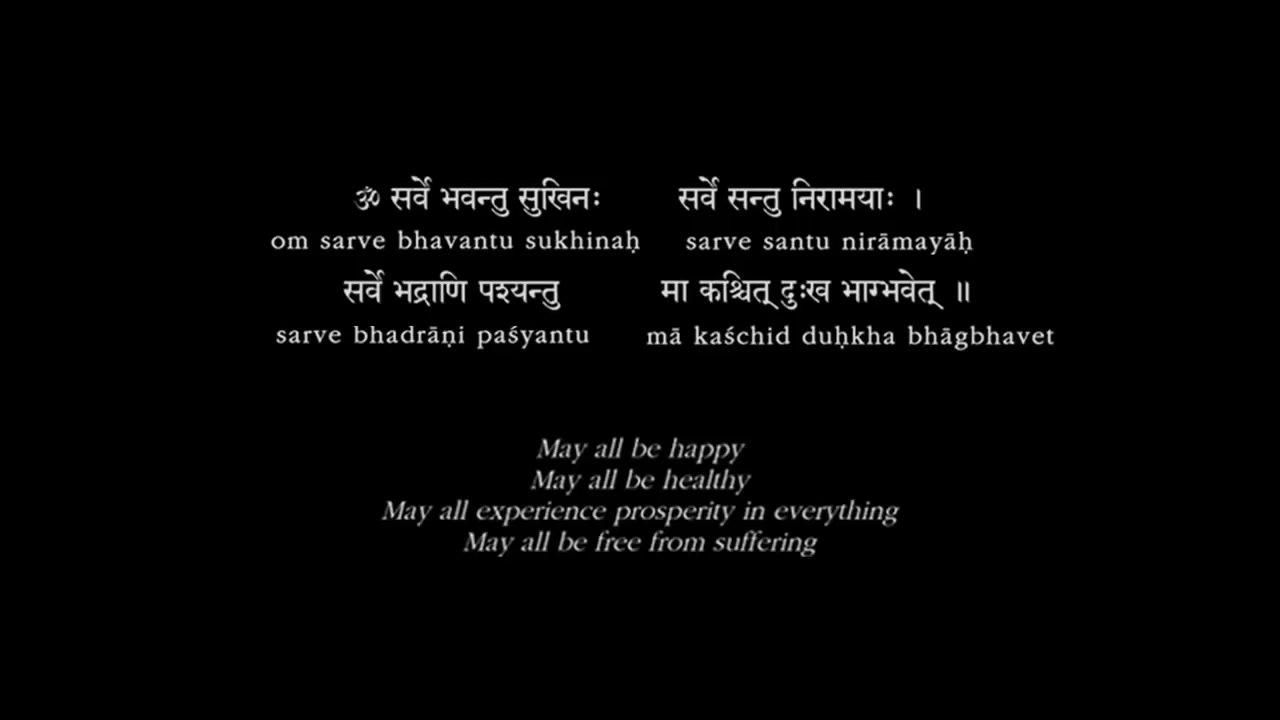 ॐ सर्वे भवन्तु सुखिनः सर्वे सन्तु निरामयाः ।
om sarve bhavantu sukhinaḥ sarve santu nirāmayāḥ
सर्वे भद्राणि पश्यन्तु मा कश्चित् दुःख भाग्भवेत् ॥
sarve bhadrāṇi paśyantu mā kaśchid duḥkha bhāgbhavet
May all be happy
May all be healthy
May all experience prosperity in everything
May all be free from suffering